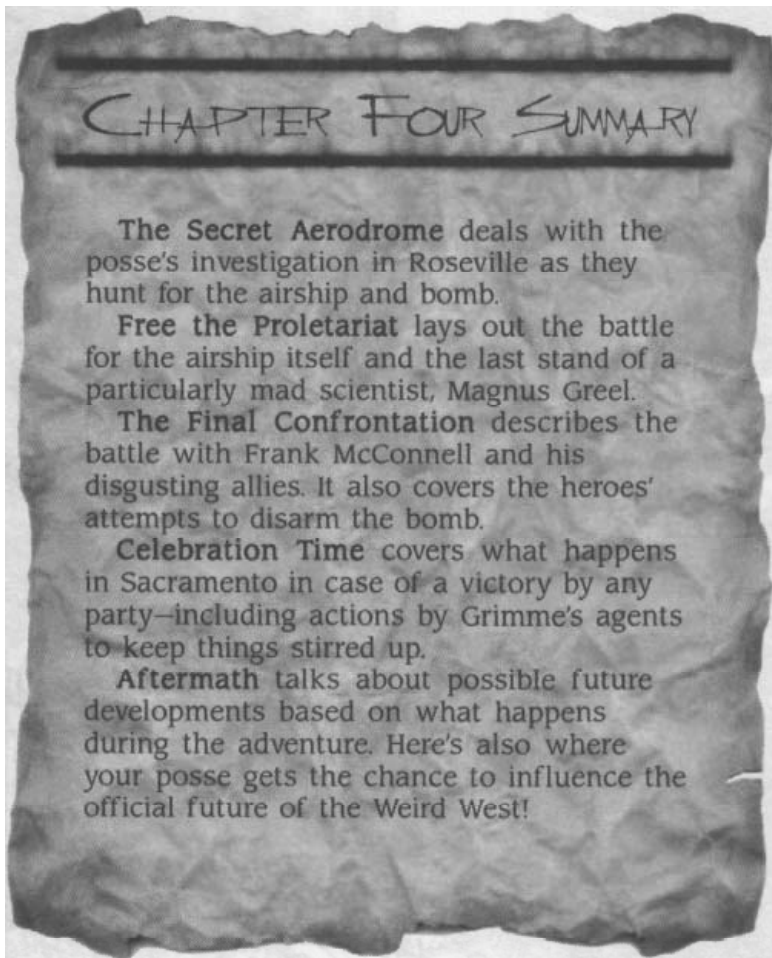 CHAPTER FOUR SUMMARY
The Secret Aerodrome deals with the
posse's investigation in Roseville as they
hunt for the airship and bomb.
Free the Proletariat lays out the battle
for the airship itself and the last stand of a
particularly mad scientist, Magnus Greel.
The Final Confrontation describes the
battle with Frank McConnell and his
disgusting allies. It also covers the heroes'
attempts to disarm the bomb.
Celebration Time covers what happens
in Sacramento in case of a victory by any
party—including actions by Grimme's agents
to keep things stirred up.
Aftermath talks about possible future
developments based on what happens
during the adventure. Here's also where
your posse gets the chance to influence the
official future of the Weird West!